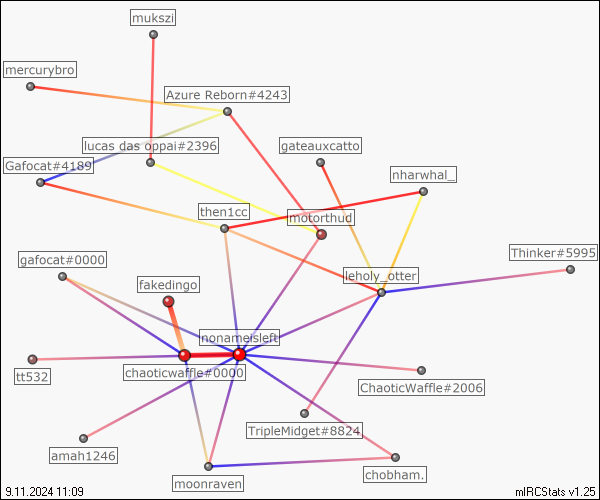 mukszi
mercurybro
Azure Reborn#4243
lucas das oppai#2396
gateauxcatto
Gafocat#4189
nharwhal_
then1cc
motorthud
gafocat#0000
Thinker#5995
leholy_otter
fakedingo
nonameisleft
chaoticwaffle#0000
tt532
ChaoticWaffle#2006
TripleMidget#8824
amah1246
chobham.
moonraven
9.11.2024 11:09
mIRCStats v1.25